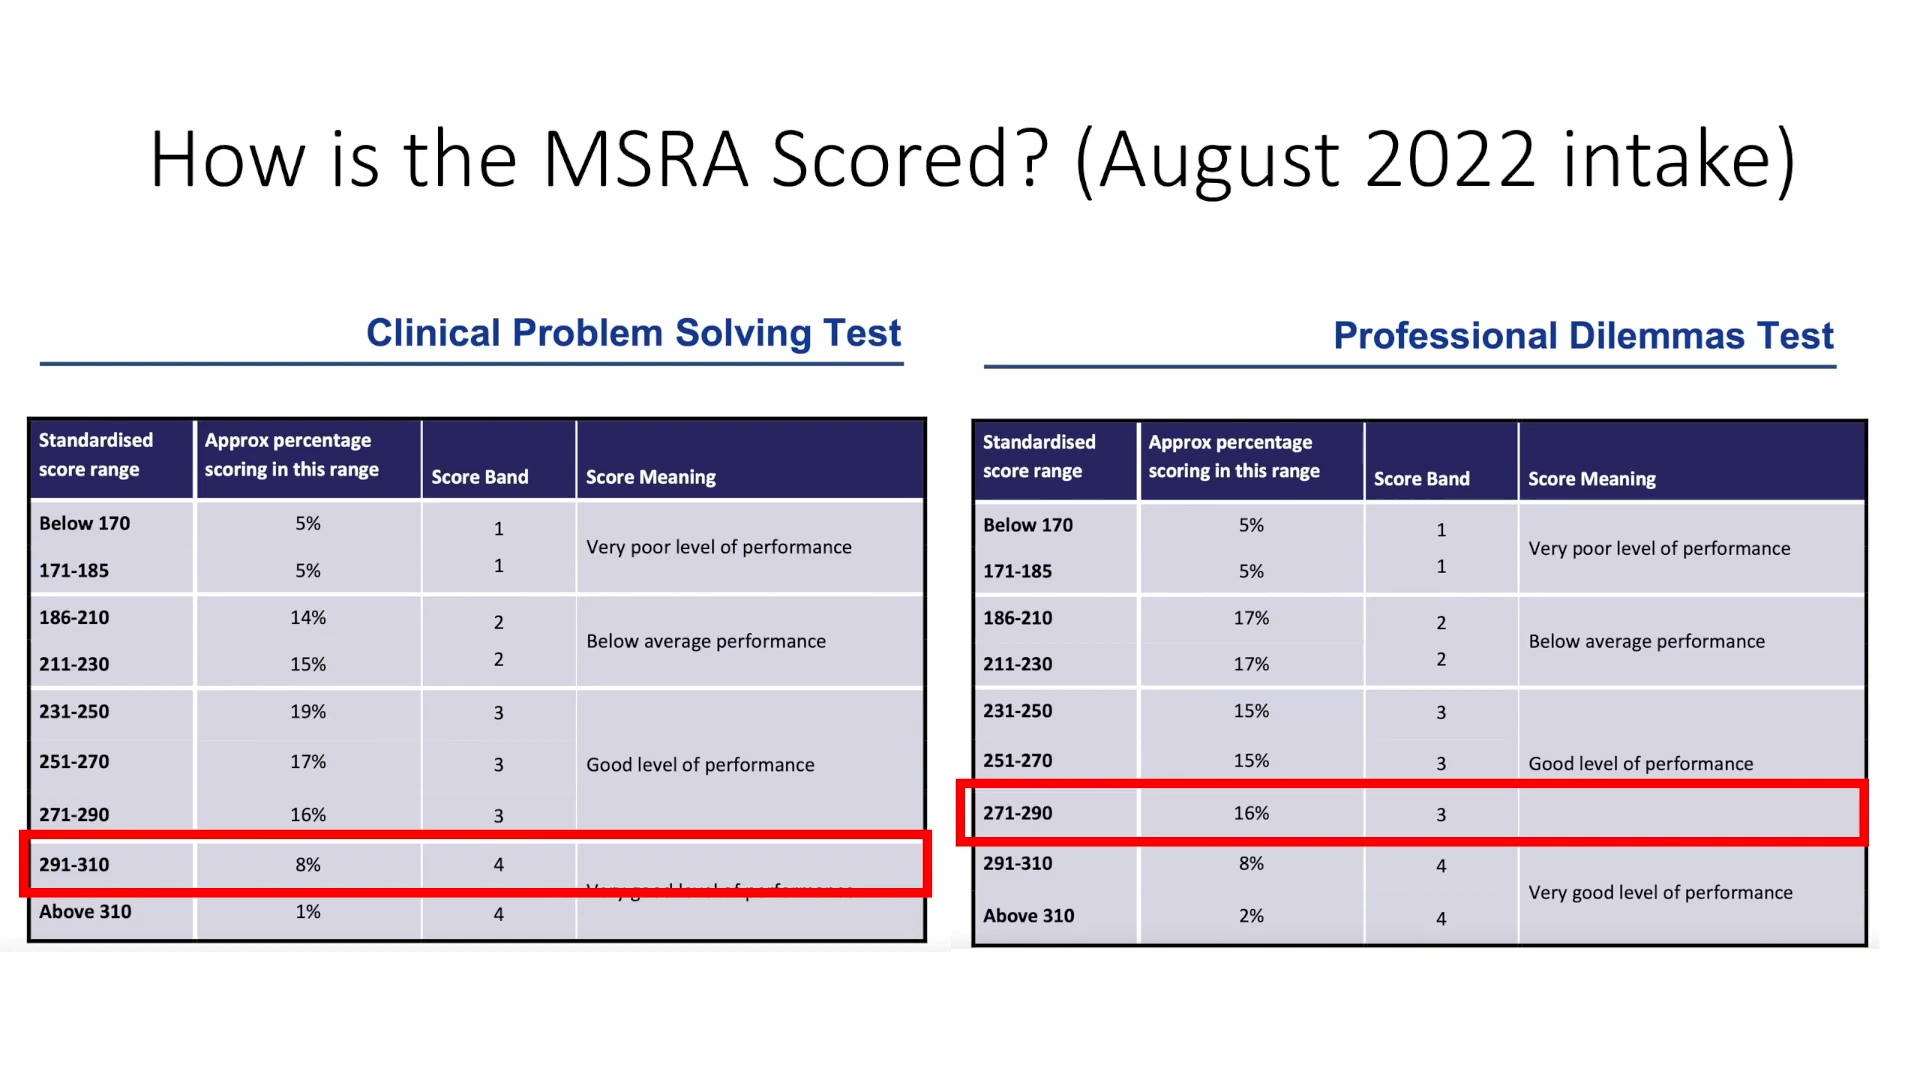 How is the MSRA Scored? (August 2022 intake)
Clinical Problem Solving Test
Standardised score range Approx percentage scoring in this range Score Band Score Meaning
Below 170 5% 1 Very poor level of performance
171-185 5% 1
186-210 14% 2 Below average performance
211-230 15% 2
231-250 19% 3
251-270 17% 3 Good level of performance
271-290 16% 3
291-310 8% 4 Very good level of performance
Above 310 1% 4
Professional Dilemmas Test
Standardised score range Approx percentage scoring in this range Score Band Score Meaning
Below 170 5% 1 Very poor level of performance
171-185 5% 1
186-210 17% 2 Below average performance
211-230 17% 2
231-250 15% 3
251-270 15% 3 Good level of performance
271-290 16% 3
291-310 8% 4 Very good level of performance
Above 310 2% 4